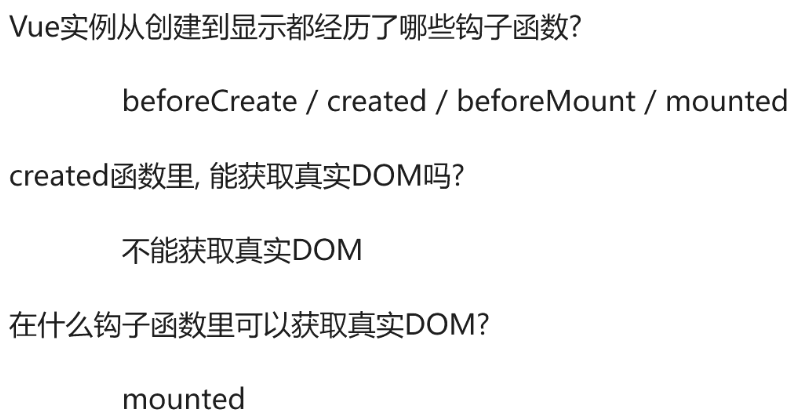 Vue实例从创建到显示都经历了哪些钩子函数?
beforeCreate / created / beforeMount / mounted
created函数里, 能获取真实DOM吗?
不能获取真实DOM
在什么钩子函数里可以获取真实DOM?
mounted